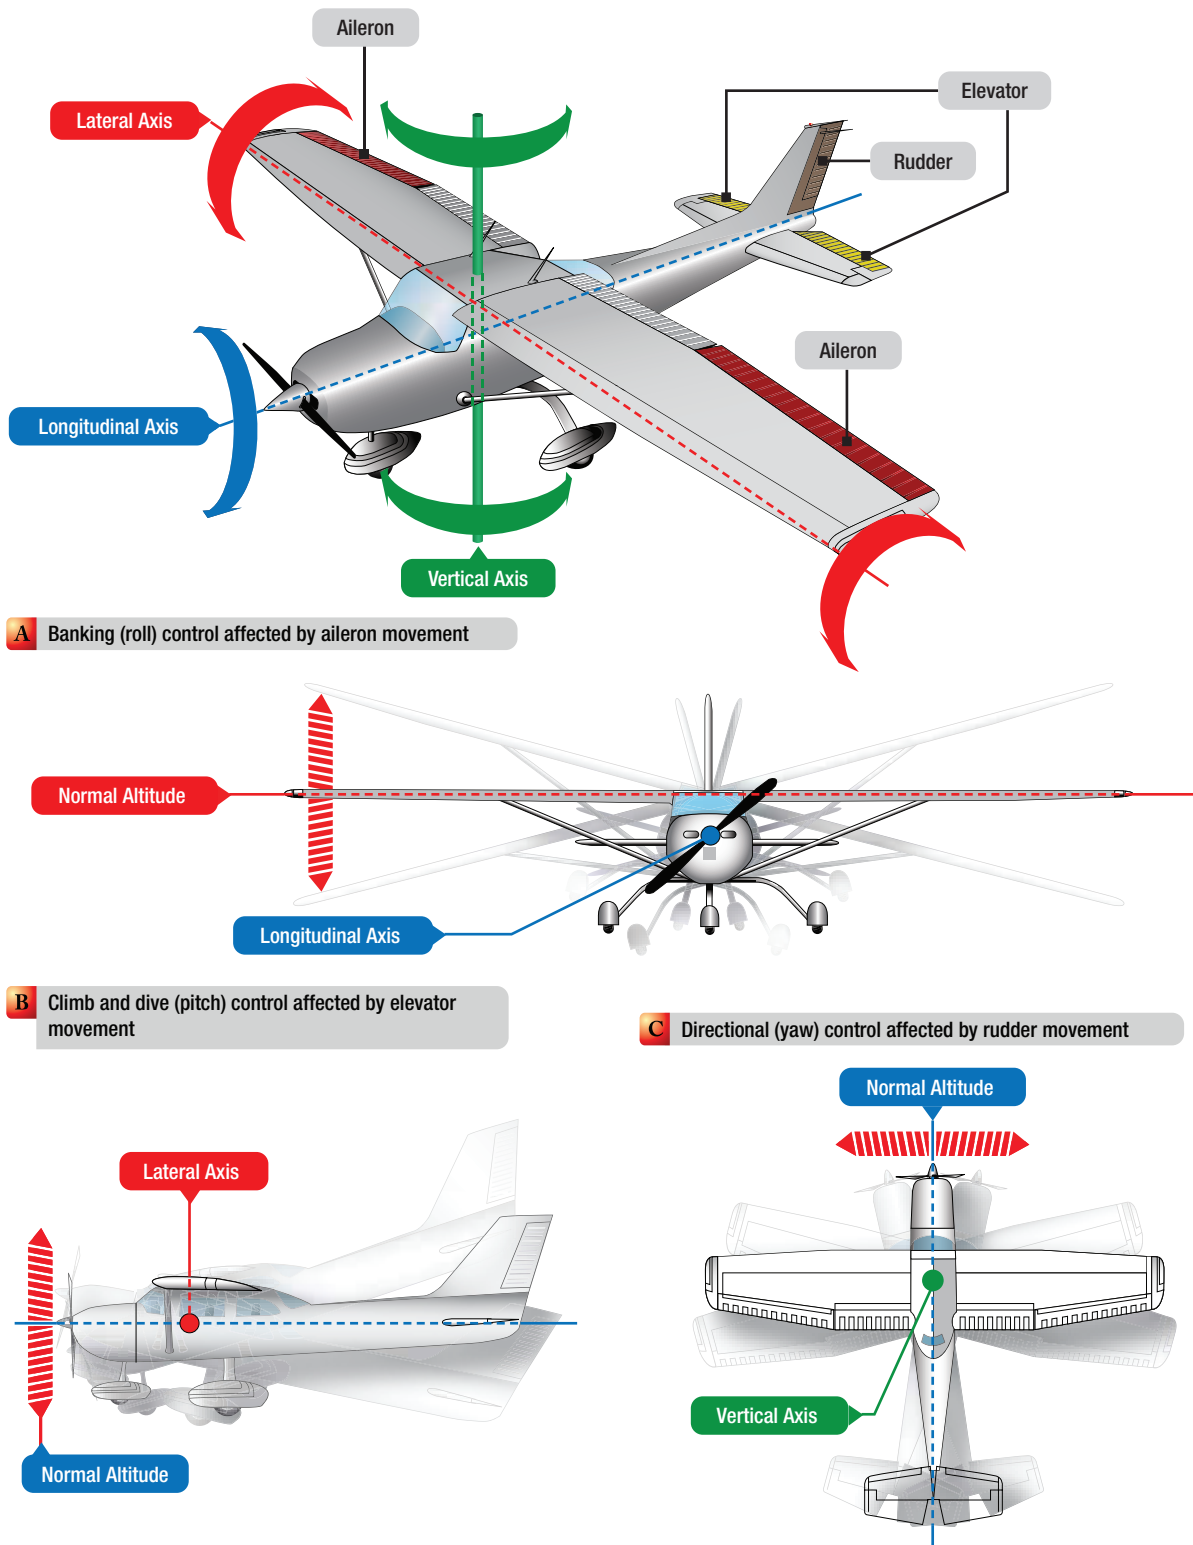 Aileron
Elevator
Lateral Axis
Rudder
Aileron
Longitudinal Axis
Vertical Axis
A Banking (roll) control affected by aileron movement
Normal Altitude
Longitudinal Axis
B Climb and dive (pitch) control affected by elevator
movement
C Directional (yaw) control affected by rudder movement
Normal Altitude
Lateral Axis
Vertical Axis
Normal Altitude